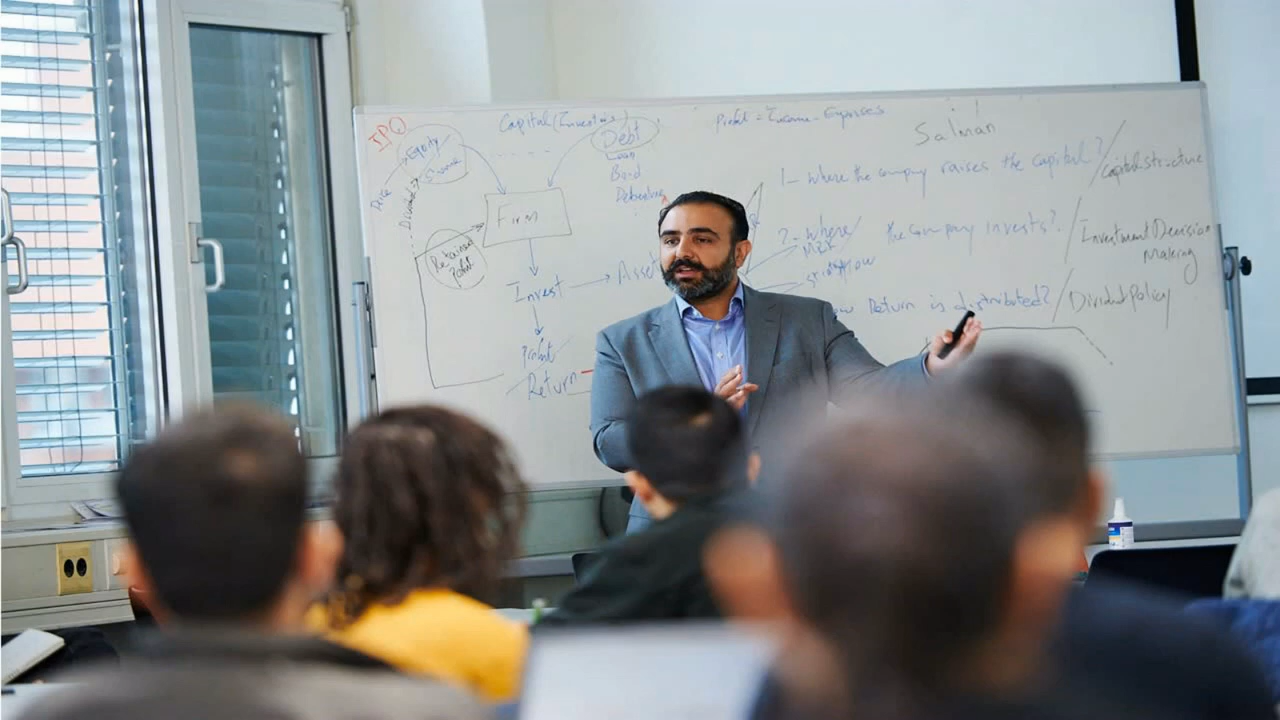 IPO
Capital (Investors)
Profit = Income - Expenses
Salman
Equity
Debt
Loan
Bond
Debenture
Firm
Retained
Profit
Invest
Asset
Profit
Return
1- Where the company raises the capital? / Capital structure
2- Where the company invests? / Investment Decision
Making
How Return is distributed? / Divident Policy